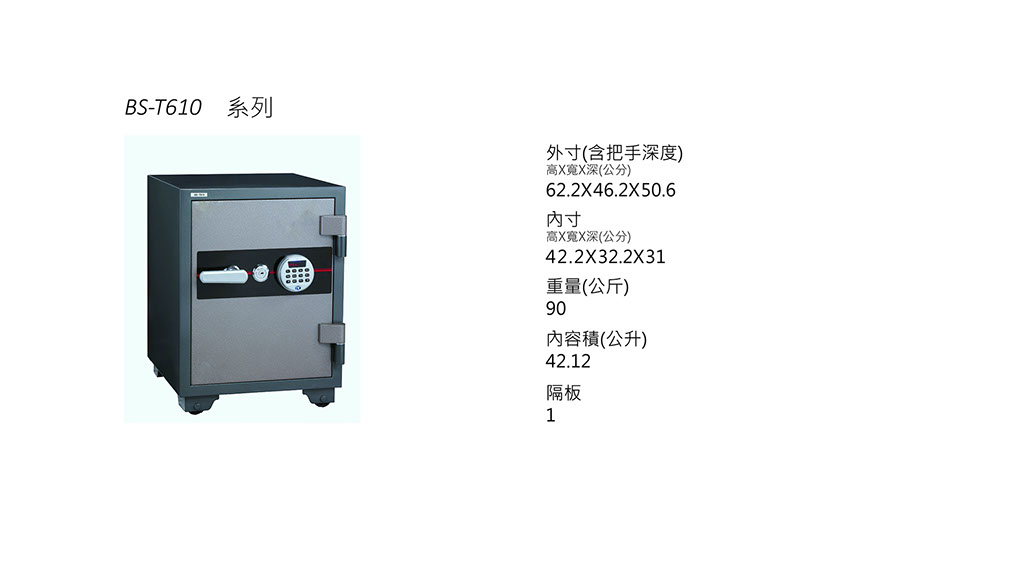 BS-T610 系列
外寸(含把手深度)
高X寬X深(公分)
62.2X46.2X50.6
內寸
高X寬X深(公分)
42.2X32.2X31
重量(公斤)
90
內容積(公升)
42.12
隔板
1